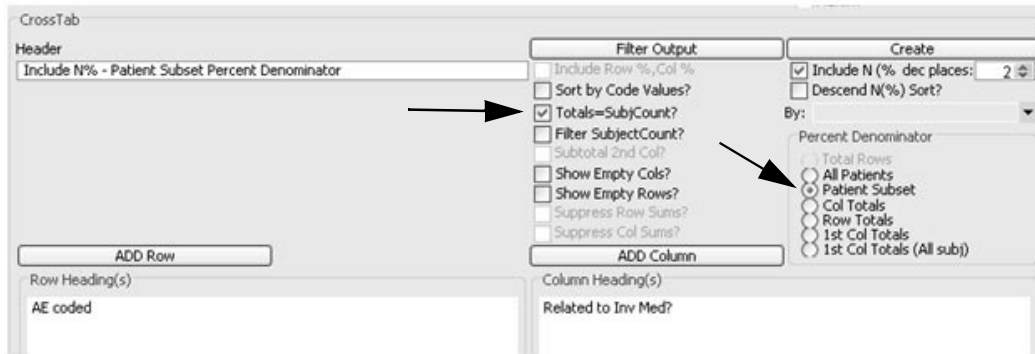 CrossTab
Header
Include N% - Patient Subset Percent Denominator
Filter Output
Include Row %,Col %
Sort by Code Values?
Totals=SubjCount?
Filter SubjectCount?
Subtotal 2nd Col?
Show Empty Cols?
Show Empty Rows?
Suppress Row Sums?
Suppress Col Sums?
Create
Include N (% dec places: 2
Descend N(%) Sort?
By:
Percent Denominator
Total Rows
All Patients
Patient Subset
Col Totals
Row Totals
1st Col Totals
1st Col Totals (All subj)
ADD Row
ADD Column
Row Heading(s)
AE coded
Column Heading(s)
Related to Inv Med?